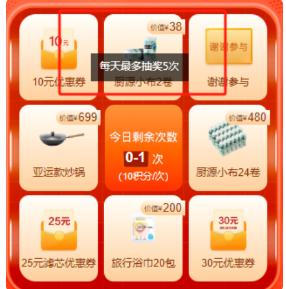 10元
价值¥38
谢谢参与
每天最多抽奖5次
10元优惠券
厨源小布2卷
谢谢参与
价值¥699
今日剩余次数
0-1 次
(10积分/次)
价值¥480
亚运款炒锅
厨源小布24卷
25元
价值¥200
30元
25元滤芯优惠券
旅行浴巾20包
30元优惠券